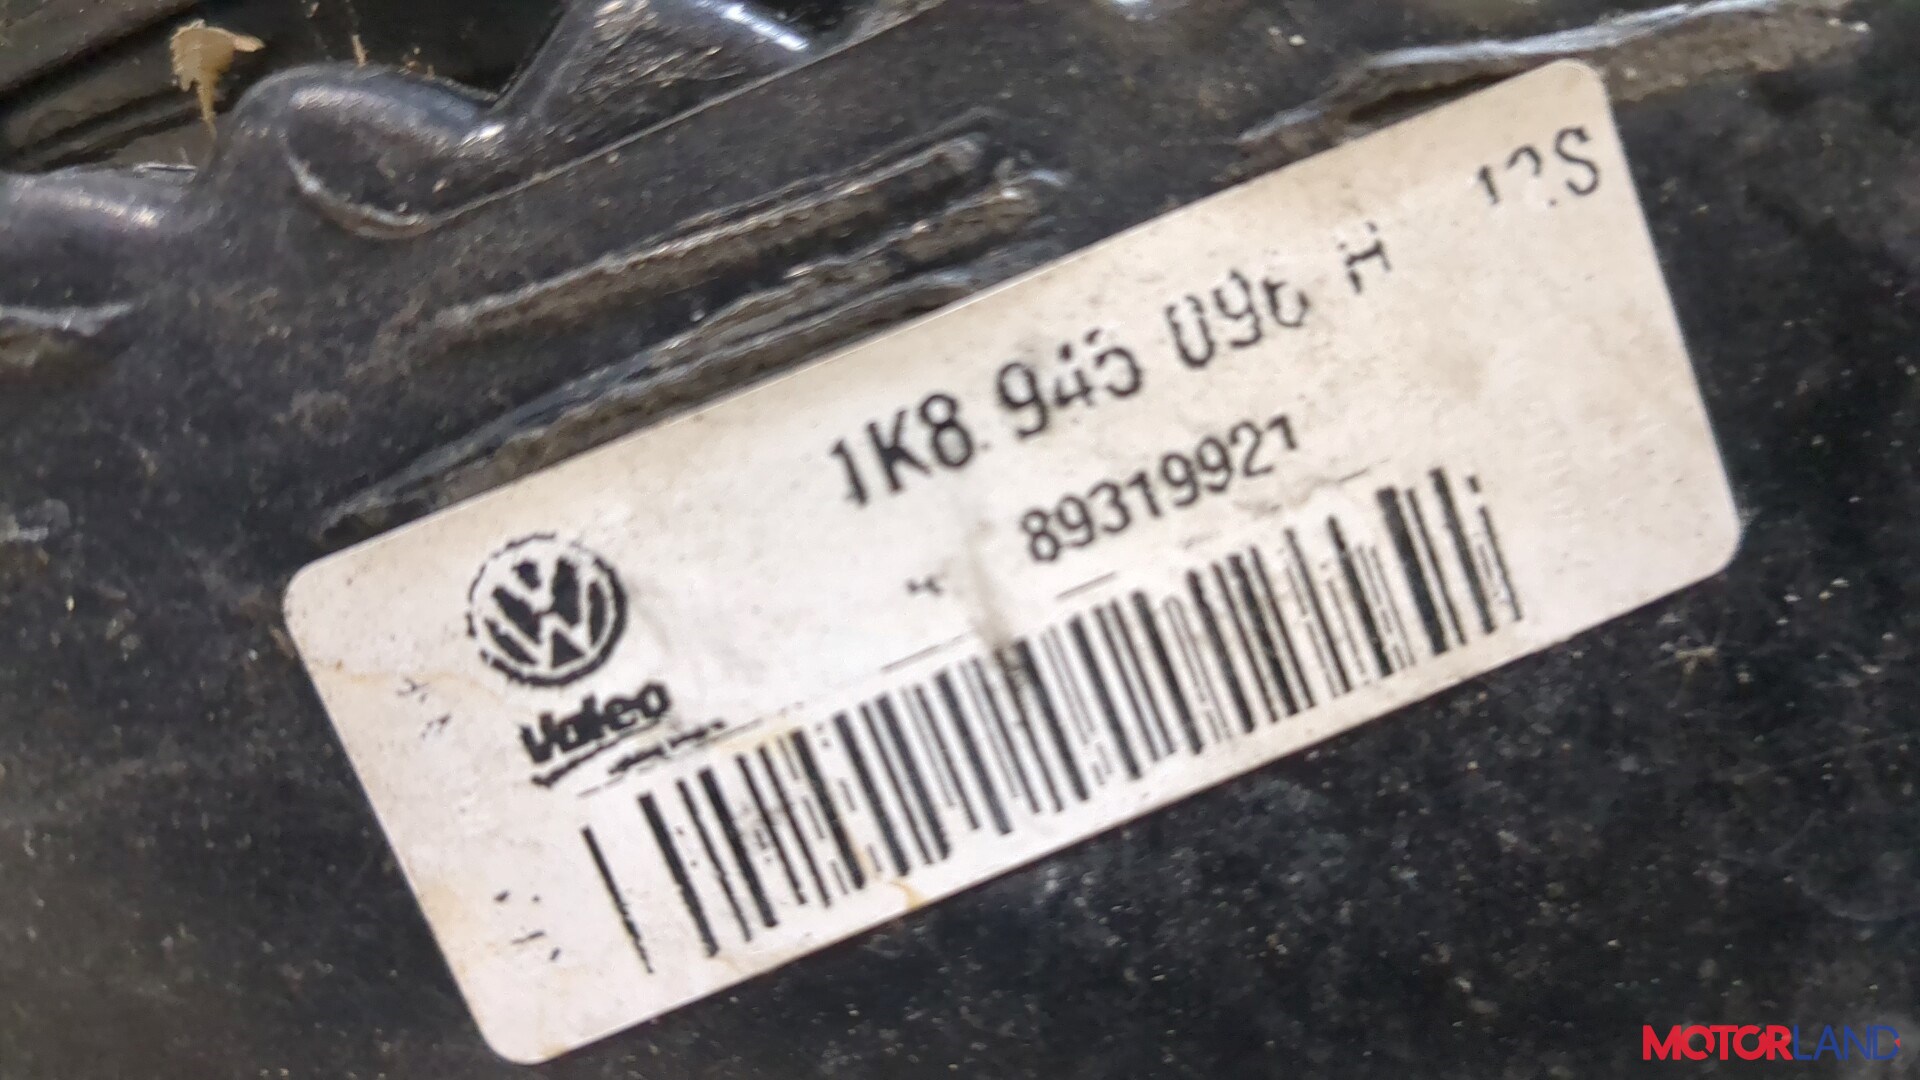 1K8 945 096 H
89319921
Valeo
MOTORLAND